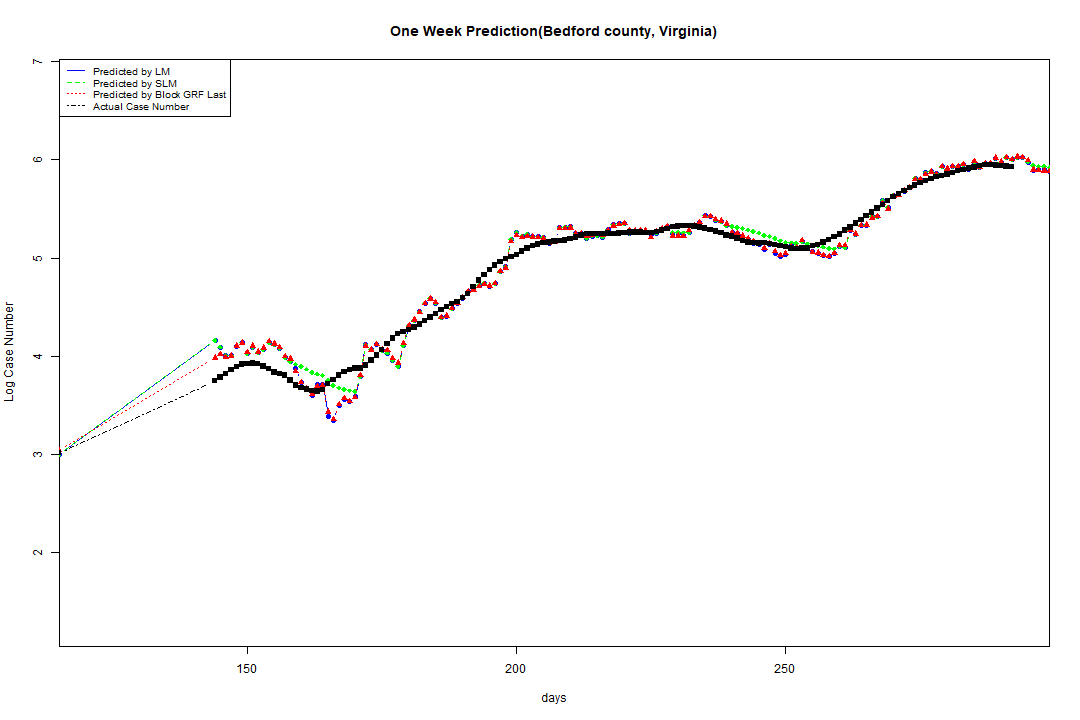 One Week Prediction(Bedford county, Virginia)
Predicted by LM
Predicted by SLM
Predicted by Block GRF Last
Actual Case Number
7
6
5
4
3
2
Log Case Number
150 200 250
days